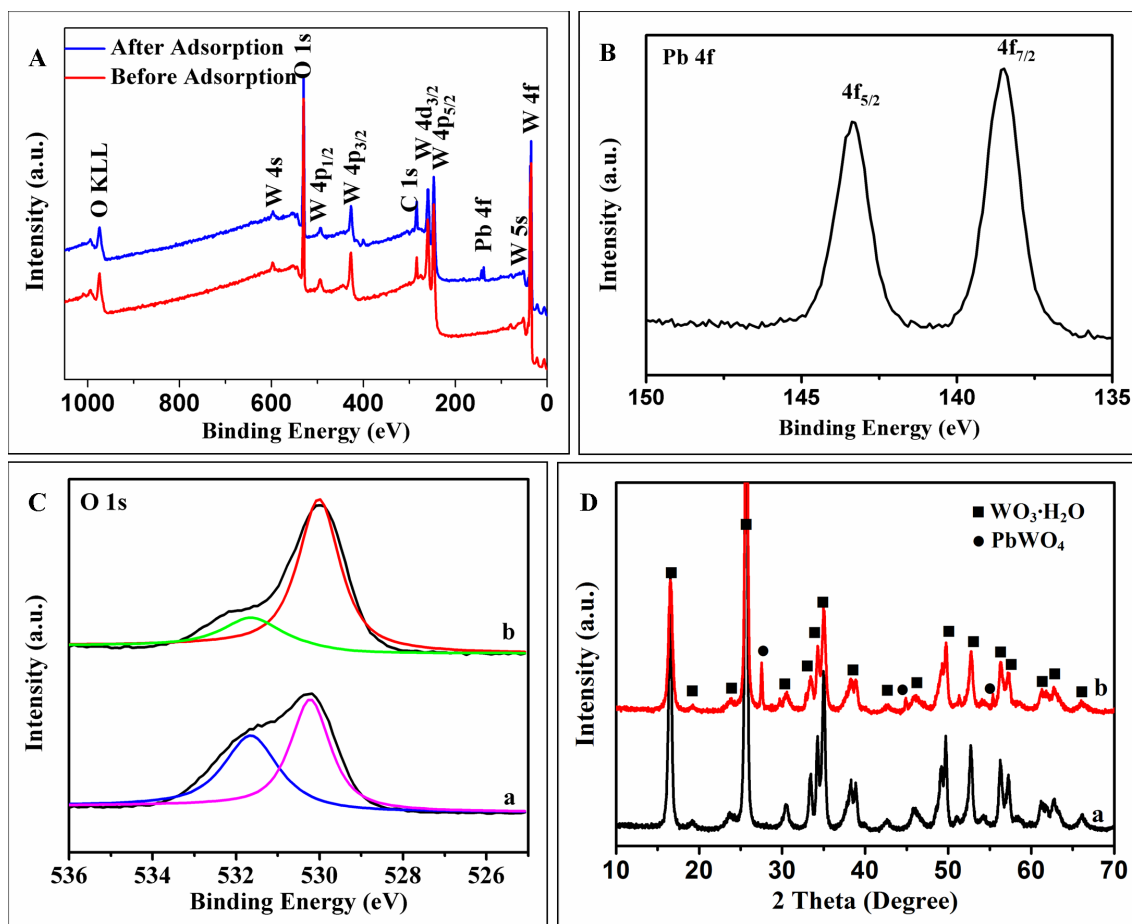 A
After Adsorption
Before Adsorption
O KLL
W 4s
O 1s
W 4p1/2
W 4p3/2
C 1s
W 4d3/2
W 4p5/2
Pb 4f
W 5s
W 4f
Intensity (a.u.)
1000 800 600 400 200 0
Binding Energy (eV)
B
Pb 4f
4f5/2
4f7/2
Intensity (a.u.)
150 145 140 135
Binding Energy (eV)
C
O 1s
b
a
Intensity (a.u.)
536 534 532 530 528 526
Binding Energy (eV)
D
WO3·H2O
PbWO4
b
a
Intensity (a.u.)
10 20 30 40 50 60 70
2 Theta (Degree)